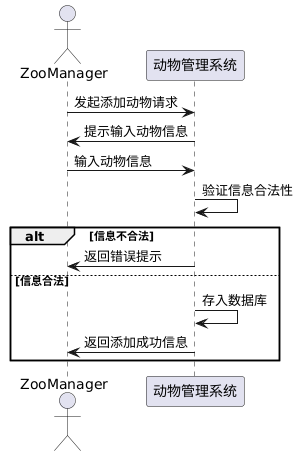 ZooManager
动物管理系统
发起添加动物请求
提示输入动物信息
输入动物信息
验证信息合法性
alt [信息不合法]
返回错误提示
[信息合法]
存入数据库
返回添加成功信息
ZooManager
动物管理系统